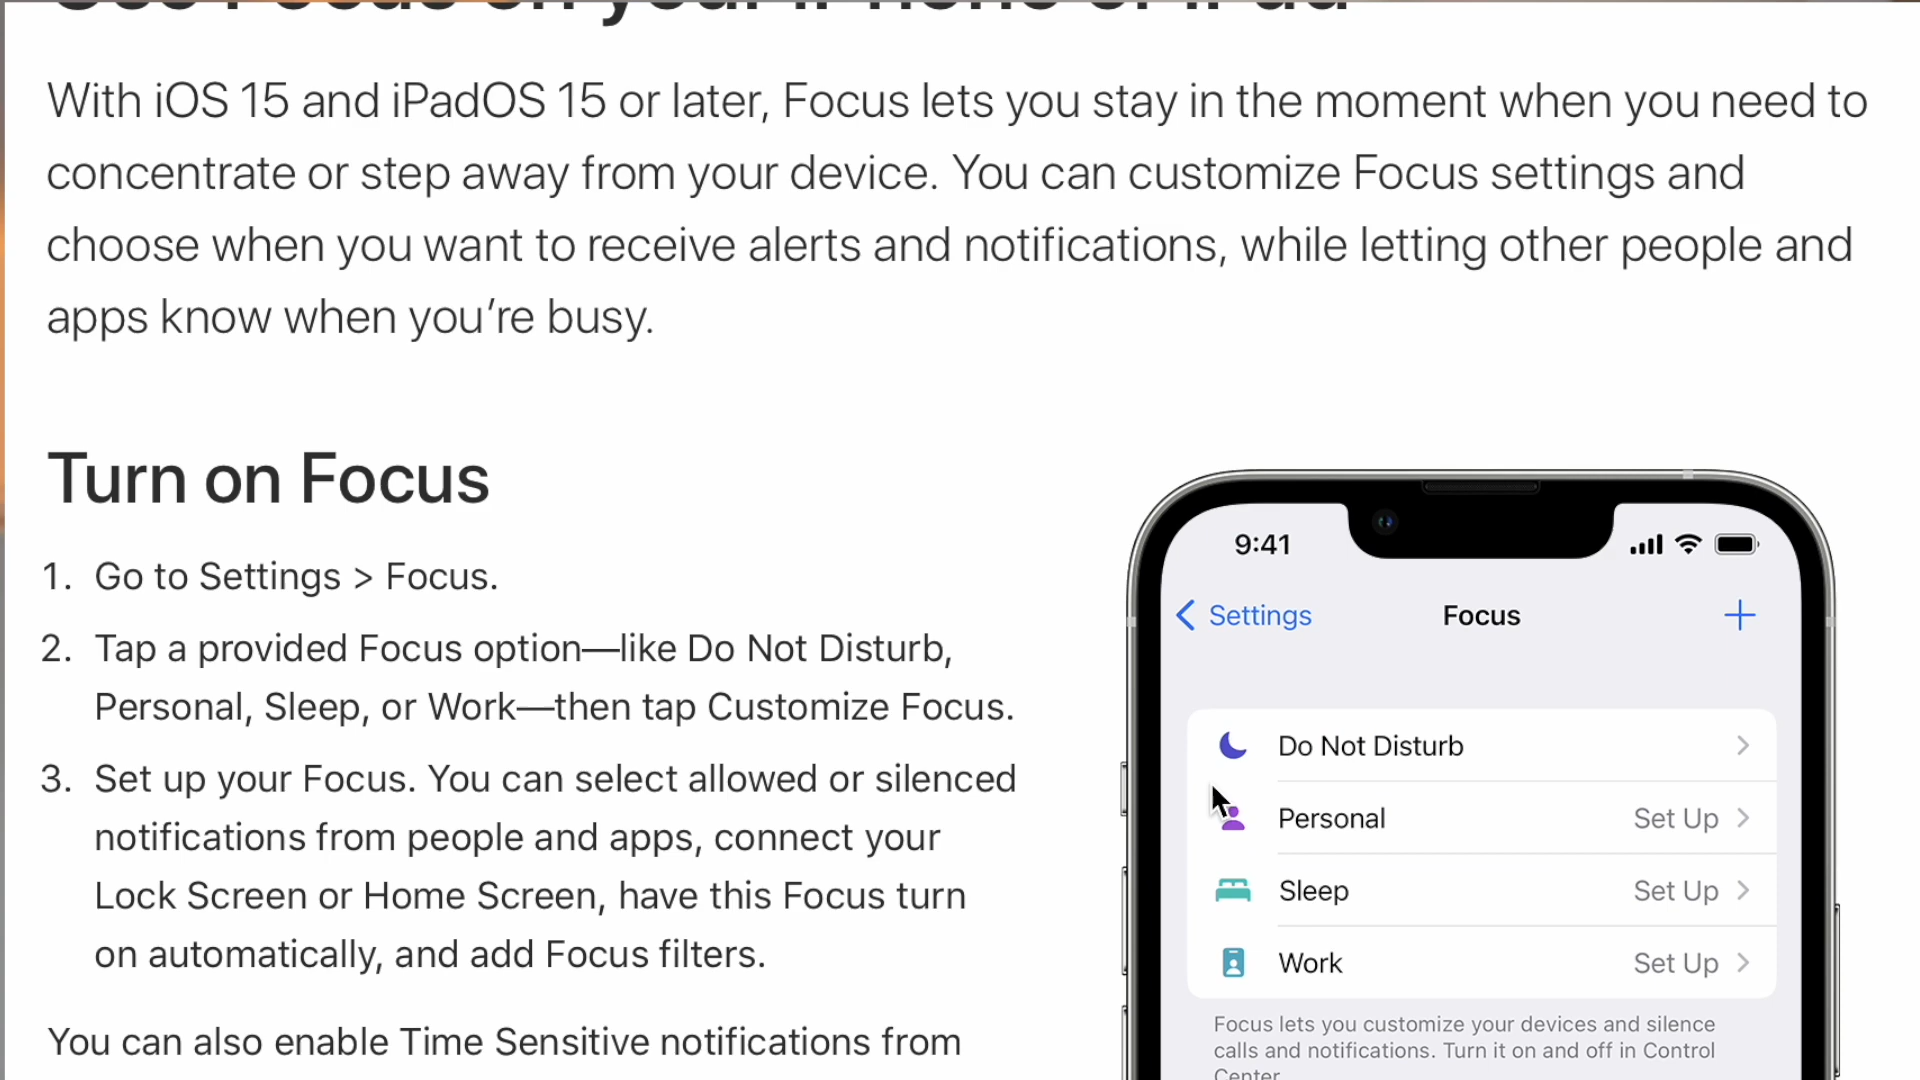 Use Focus on your iPhone or iPad
With iOS 15 and iPadOS 15 or later, Focus lets you stay in the moment when you need to
concentrate or step away from your device. You can customize Focus settings and
choose when you want to receive alerts and notifications, while letting other people and
apps know when you’re busy.
Turn on Focus
1. Go to Settings > Focus.
2. Tap a provided Focus option—like Do Not Disturb,
Personal, Sleep, or Work—then tap Customize Focus.
3. Set up your Focus. You can select allowed or silenced
notifications from people and apps, connect your
Lock Screen or Home Screen, have this Focus turn
on automatically, and add Focus filters.
You can also enable Time Sensitive notifications from
9:41
Settings
Focus
Do Not Disturb
Personal Set Up
Sleep Set Up
Work Set Up
Focus lets you customize your devices and silence
calls and notifications. Turn it on and off in Control
Center